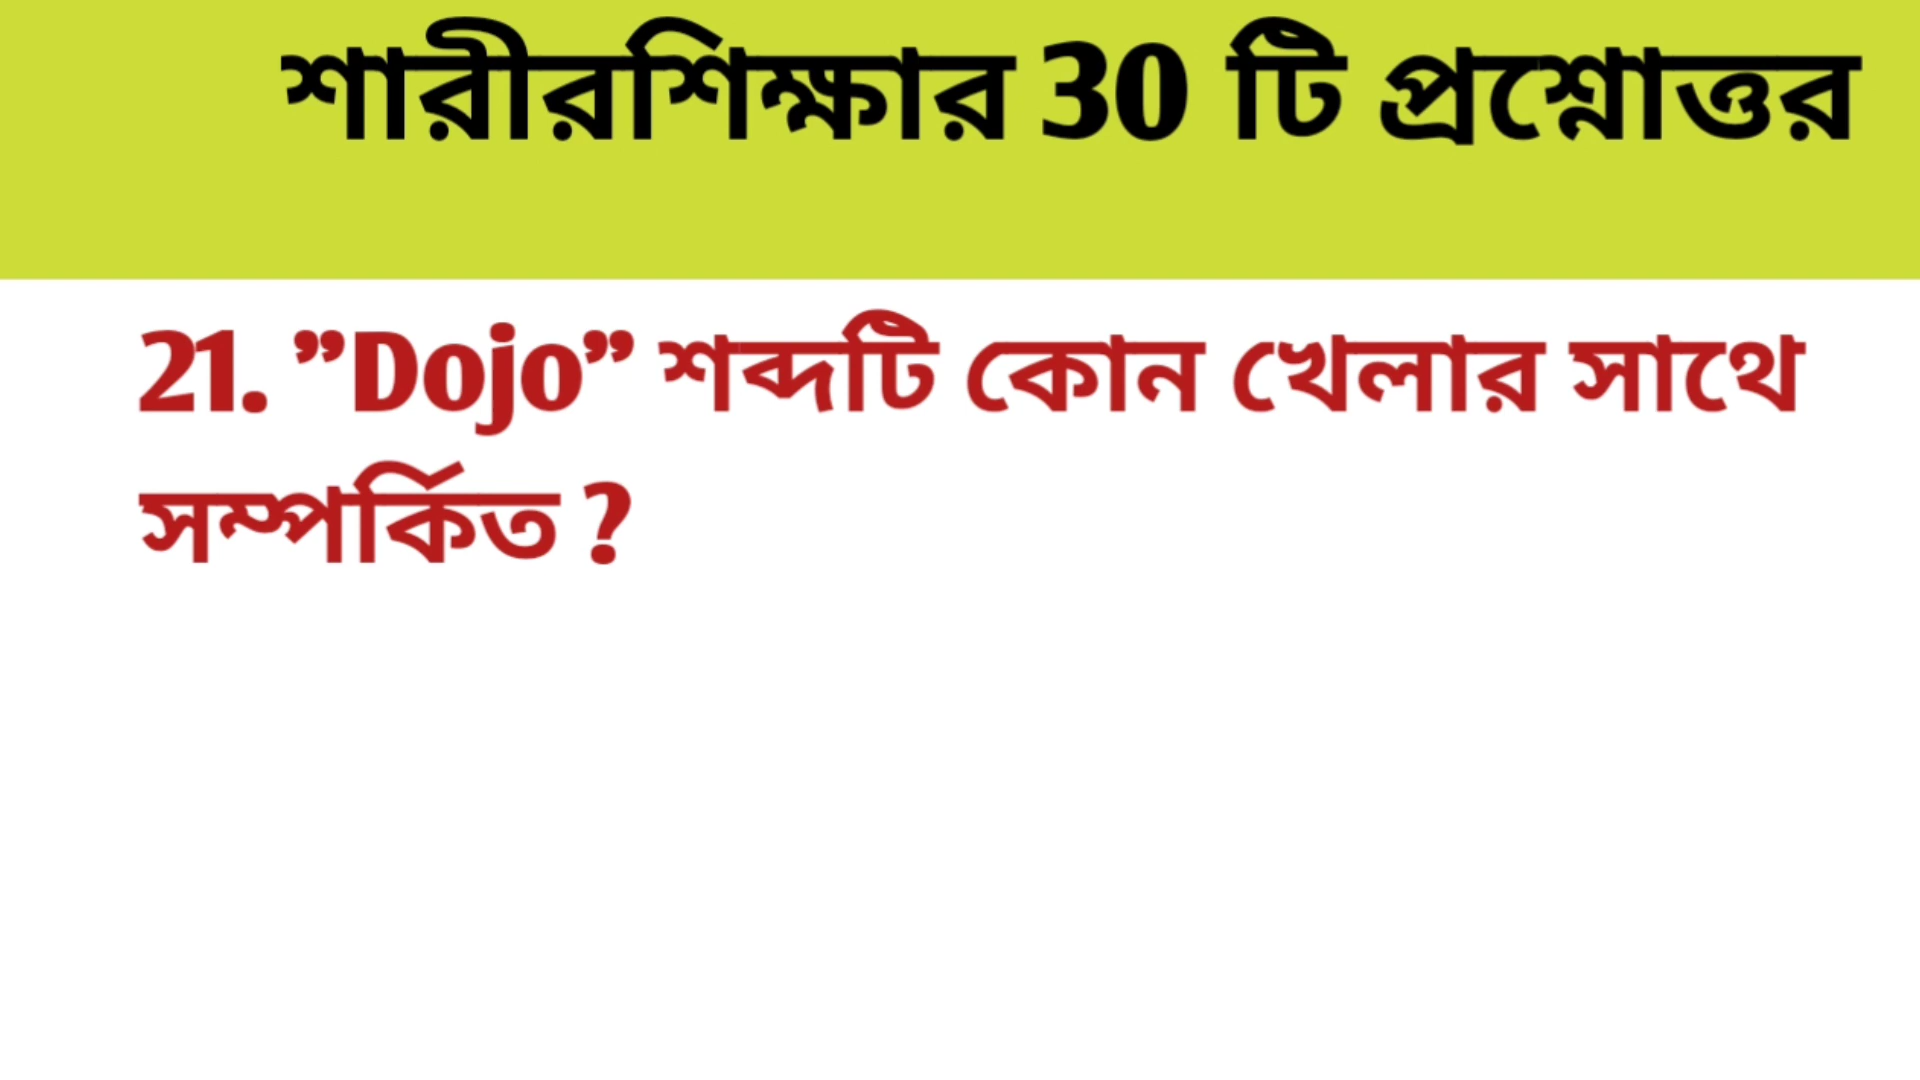 শারীরশিক্ষার 30 টি প্রশ্নোত্তর
21. ”Dojo” শব্দটি কোন খেলার সাথে
সম্পর্কিত ?